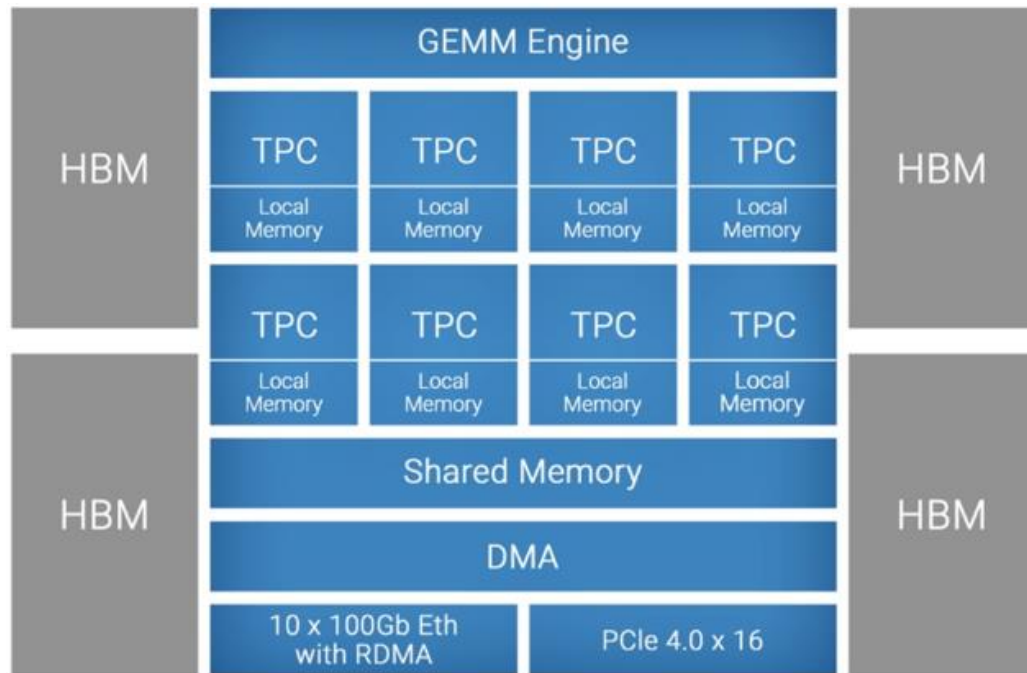 GEMM Engine
HBM
TPC
TPC
TPC
TPC
HBM
Local
Memory
Local
Memory
Local
Memory
Local
Memory
TPC
TPC
TPC
TPC
Local
Memory
Local
Memory
Local
Memory
Local
Memory
HBM
Shared Memory
HBM
DMA
10 x 100Gb Eth
with RDMA
PCIe 4.0 x 16